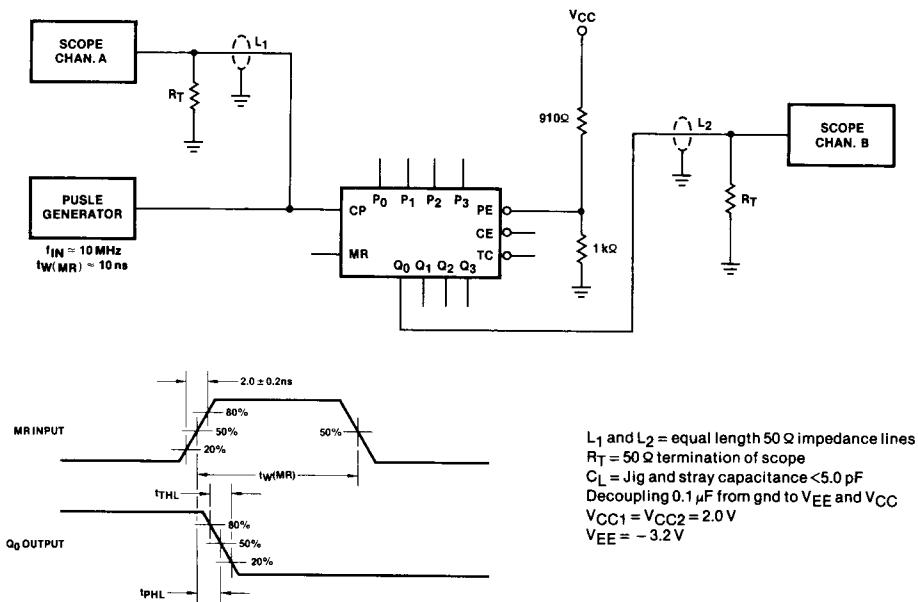 SCOPE
CHAN. A
L1
RT
VCC
910Ω
L2
SCOPE
CHAN. B
RT
PUSLE
GENERATOR
fIN ≈ 10 MHz
tW(MR) ≈ 10 ns
P0 P1 P2 P3
CP PE
CE
MR TC
Q0 Q1 Q2 Q3
1 kΩ
2.0 ± 0.2ns
MR INPUT
80%
50%
20%
50%
tW(MR)
tTHL
Q0 OUTPUT
80%
50%
20%
tPHL
L1 and L2 = equal length 50 Ω impedance lines
RT = 50 Ω termination of scope
CL = Jig and stray capacitance <5.0 pF
Decoupling 0.1 μF from gnd to VEE and VCC
VCC1 = VCC2 = 2.0 V
VEE = − 3.2 V